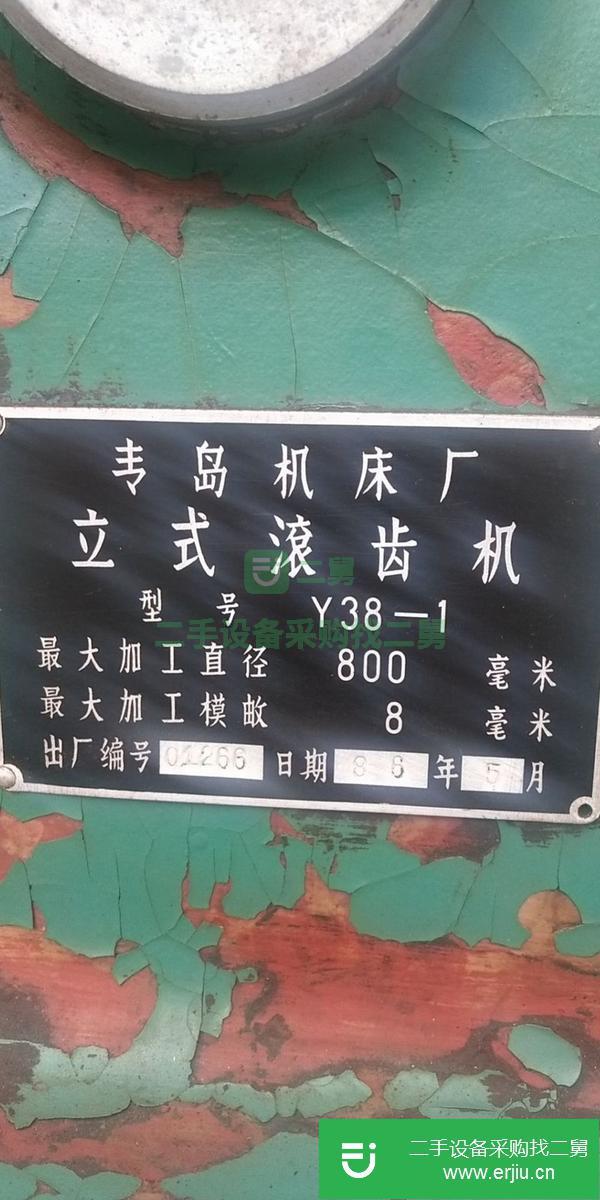 青岛机床厂
立式滚齿机
型号 Y38-1
最大加工直径 800 毫米
最大加工模数 8 毫米
出厂编号 01266 日期 86年5月
二舅
二手设备采购找二舅
二手设备采购找二舅
www.erjiu.cn